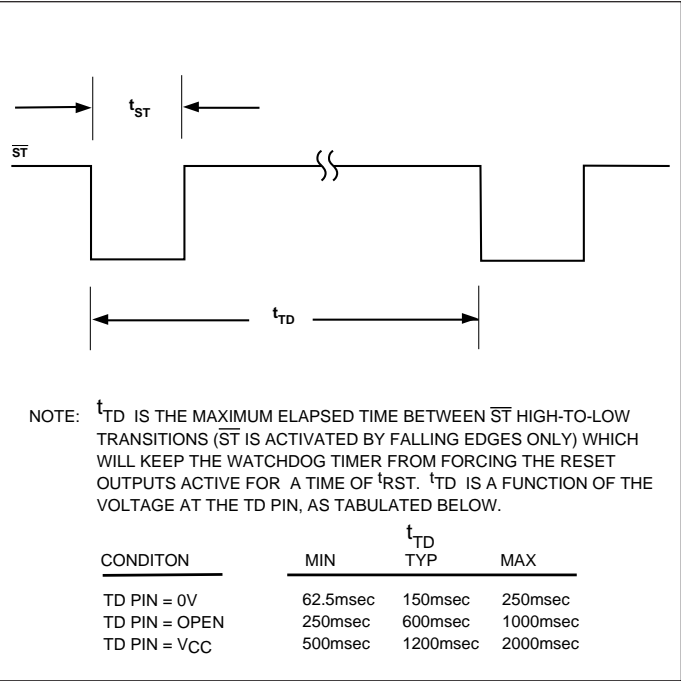 tST
S̅T̅
tTD
NOTE: tTD IS THE MAXIMUM ELAPSED TIME BETWEEN S̅T̅ HIGH-TO-LOW
TRANSITIONS (S̅T̅ IS ACTIVATED BY FALLING EDGES ONLY) WHICH
WILL KEEP THE WATCHDOG TIMER FROM FORCING THE RESET
OUTPUTS ACTIVE FOR A TIME OF tRST. tTD IS A FUNCTION OF THE
VOLTAGE AT THE TD PIN, AS TABULATED BELOW.
tTD
CONDITON MIN TYP MAX
TD PIN = 0V 62.5msec 150msec 250msec
TD PIN = OPEN 250msec 600msec 1000msec
TD PIN = VCC 500msec 1200msec 2000msec